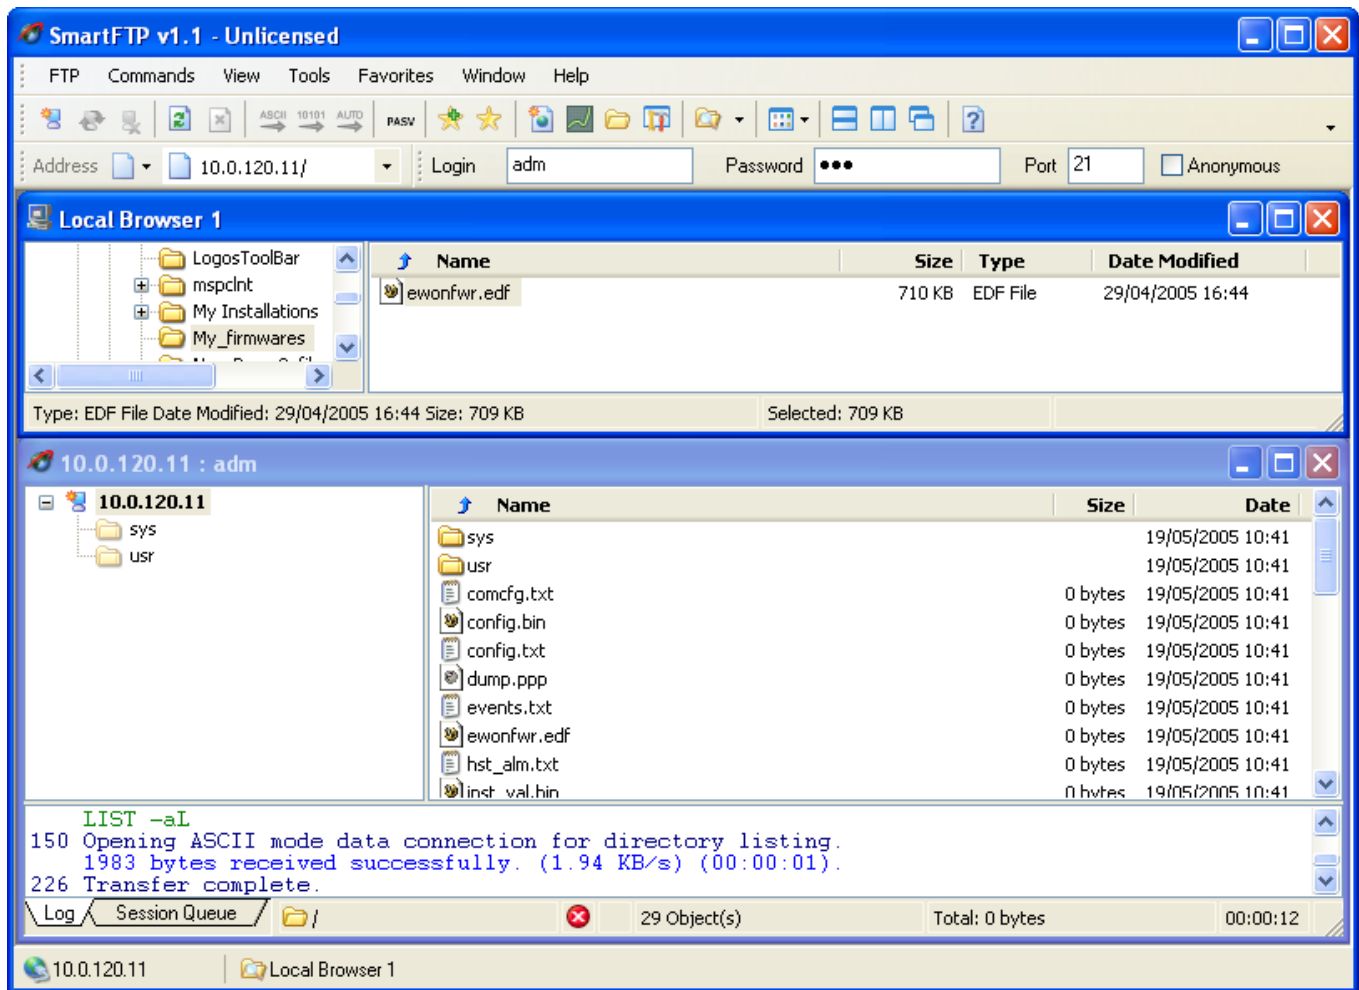 SmartFTP v1.1 - Unlicensed
FTP Commands View Tools Favorites Window Help
ASCII 10101 AUTO PASV
Address 10.0.120.11/ Login adm Password ●●● Port 21 Anonymous
Local Browser 1
LogosToolBar
mspclnt
My Installations
My_firmwares
Name Size Type Date Modified
ewonfwr.edf 710 KB EDF File 29/04/2005 16:44
Type: EDF File Date Modified: 29/04/2005 16:44 Size: 709 KB Selected: 709 KB
10.0.120.11 : adm
10.0.120.11
sys
usr
Name Size Date
sys 19/05/2005 10:41
usr 19/05/2005 10:41
comcfg.txt 0 bytes 19/05/2005 10:41
config.bin 0 bytes 19/05/2005 10:41
config.txt 0 bytes 19/05/2005 10:41
dump.ppp 0 bytes 19/05/2005 10:41
events.txt 0 bytes 19/05/2005 10:41
ewonfwr.edf 0 bytes 19/05/2005 10:41
hst_alm.txt 0 bytes 19/05/2005 10:41
inst_val.bin 0 bytes 19/05/2005 10:41
LIST -aL
150 Opening ASCII mode data connection for directory listing.
1983 bytes received successfully. (1.94 KB/s) (00:00:01).
226 Transfer complete.
Log Session Queue / 29 Object(s) Total: 0 bytes 00:00:12
10.0.120.11 Local Browser 1